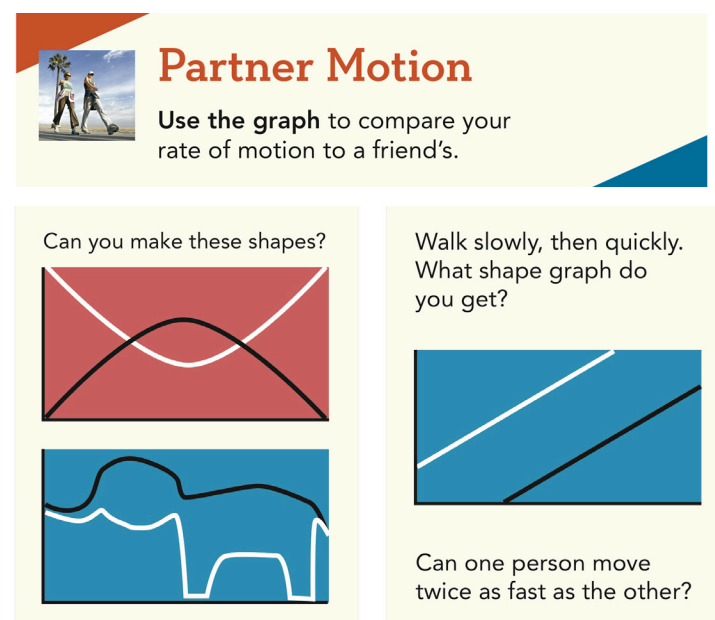 Partner Motion
Use the graph to compare your
rate of motion to a friend's.
Can you make these shapes?
Walk slowly, then quickly.
What shape graph do
you get?
Can one person move
twice as fast as the other?